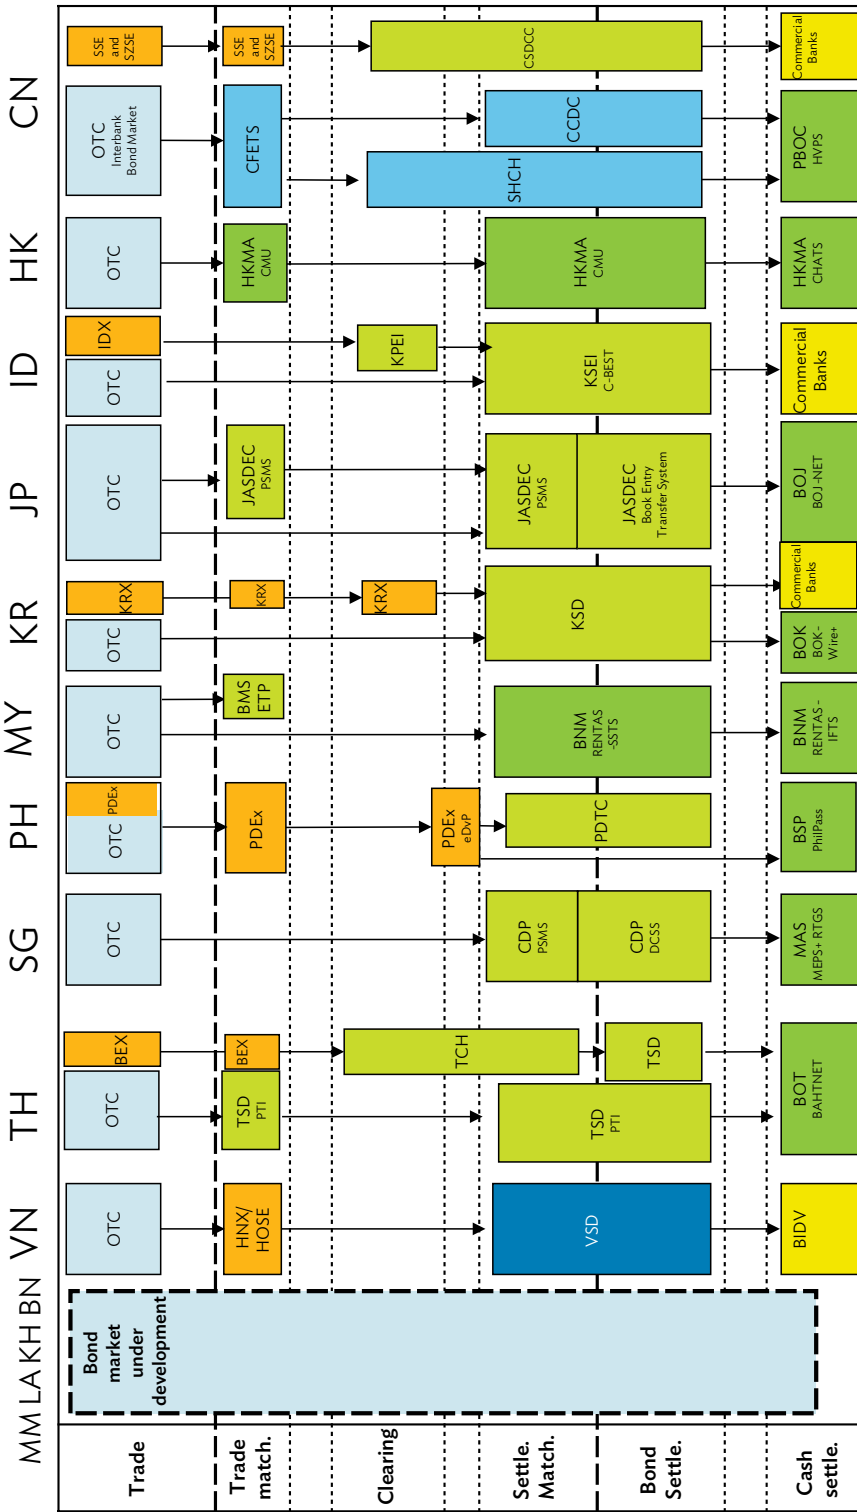 MM LA KH BN
VN
TH
SG
PH
MY
KR
JP
ID
HK
CN
Trade
Bond
market
under
development
OTC
OTC
BEX
OTC
OTC
PDEx
OTC
OTC
KRX
OTC
OTC
IDX
OTC
OTC
Interbank
Bond Market
SSE
and
SZSE
Trade
match.
HNX/
HOSE
TSD
PTI
BEX
PDEx
BMS
ETP
KRX
JASDEC
PSMS
HKMA
CMU
CFETS
SSE
and
SZSE
Clearing
TCH
PDEx
eDvP
KRX
KPEI
SHCH
CSDCC
Settle.
Match.
Bond
Settle.
VSD
TSD
PTI
TSD
CDP
PSMS
CDP
DCSS
PDTC
BNM
RENTAS
-SSTS
KSD
JASDEC
PSMS
JASDEC
Book Entry
Transfer System
KSEI
C-BEST
HKMA
CMU
CCDC
Cash
settle.
BIDV
BOT
BAHTNET
MAS
MEPS+ RTGS
BSP
PhilPass
BNM
RENTAS -
IFTS
BOK
BOK -
Wire+
Commercial
Banks
BOJ
BOJ -NET
Commercial
Banks
HKMA
CHATS
PBOC
HVPS
Commercial
Banks